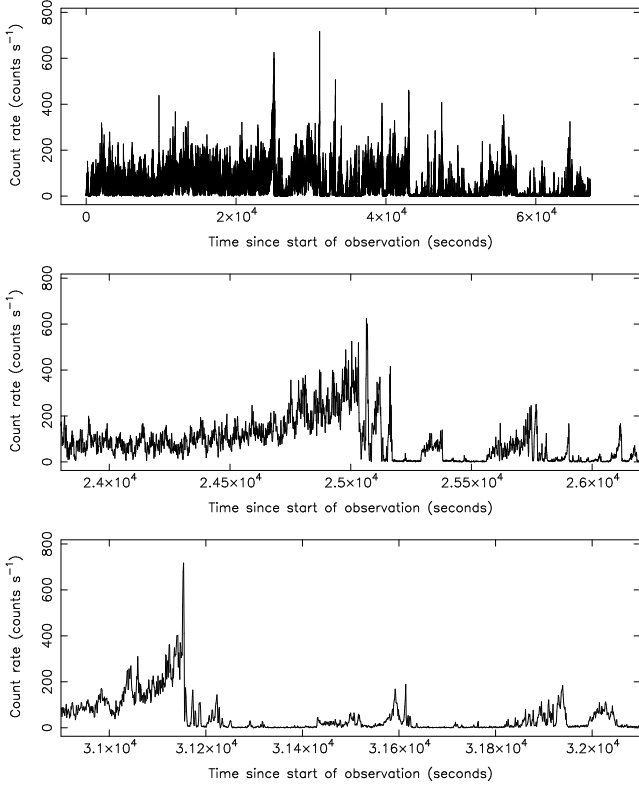 Count rate (counts s⁻¹)
800
600
400
200
0
0 2×10⁴ 4×10⁴ 6×10⁴
Time since start of observation (seconds)
Count rate (counts s⁻¹)
800
600
400
200
0
2.4×10⁴ 2.45×10⁴ 2.5×10⁴ 2.55×10⁴ 2.6×10⁴
Time since start of observation (seconds)
Count rate (counts s⁻¹)
800
600
400
200
0
3.1×10⁴ 3.12×10⁴ 3.14×10⁴ 3.16×10⁴ 3.18×10⁴ 3.2×10⁴
Time since start of observation (seconds)